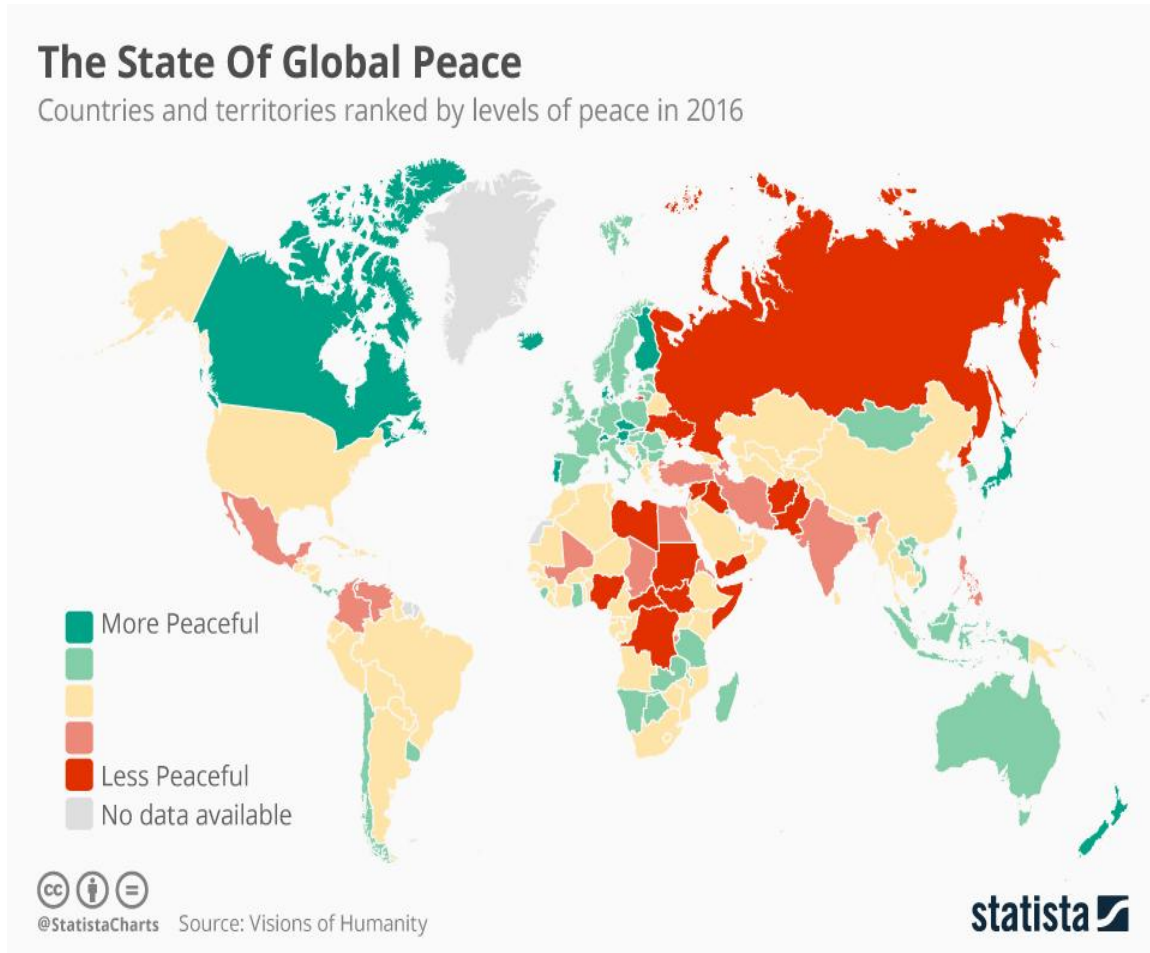 The State Of Global Peace
Countries and territories ranked by levels of peace in 2016
More Peaceful
Less Peaceful
No data available
cc
@StatistaCharts Source: Visions of Humanity
statista